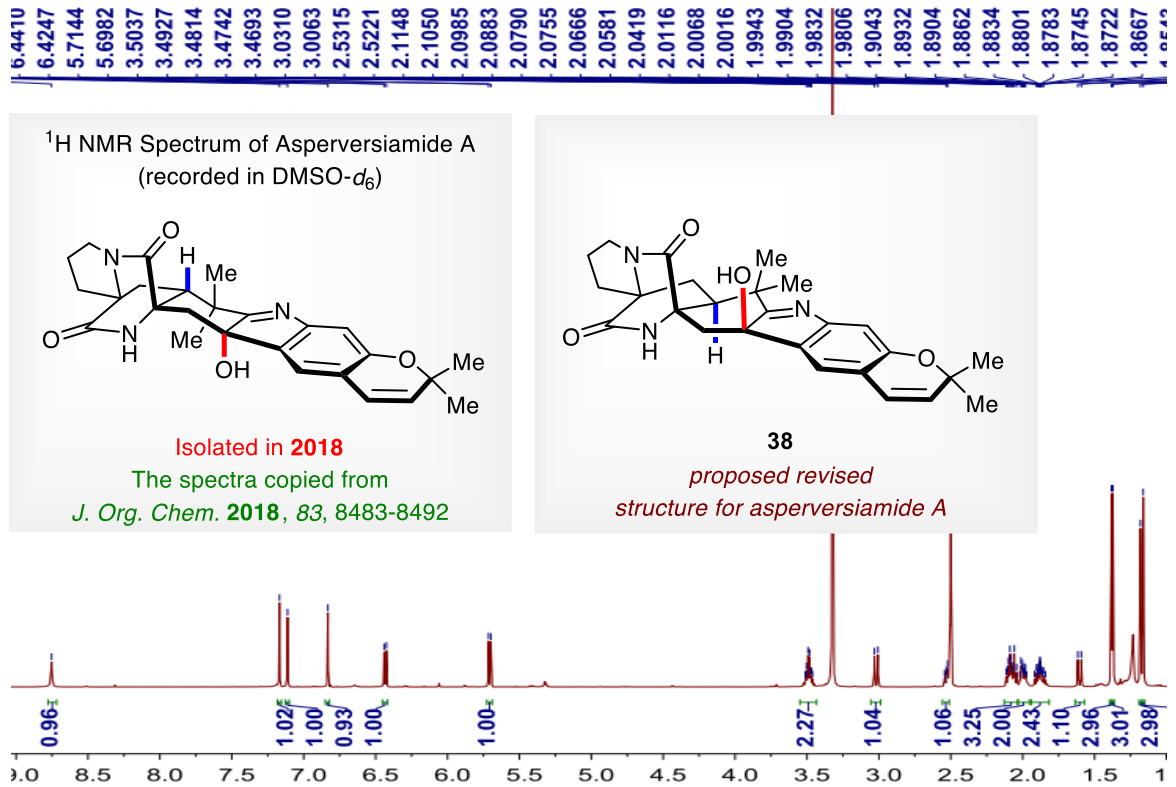 6.4410
6.4247
5.7144
5.6982
3.5037
3.4927
3.4814
3.4742
3.4693
3.0310
3.0063
2.5315
2.5221
2.1148
2.1050
2.0985
2.0883
2.0790
2.0755
2.0666
2.0581
2.0419
2.0116
2.0068
2.0016
1.9943
1.9904
1.9832
1.9806
1.9043
1.8932
1.8904
1.8862
1.8834
1.8801
1.8783
1.8745
1.8722
1.8667
¹H NMR Spectrum of Asperversiamide A
(recorded in DMSO-d₆)
O
H
N
Me
N
Me
O
N
H
OH
O
Me
Me
Isolated in 2018
The spectra copied from
J. Org. Chem. 2018, 83, 8483-8492
O
Me
HO
N
Me
N
O
N
H
H
O
Me
Me
38
proposed revised
structure for asperversiamide A
0.96
1.02
1.00
0.93
1.00
1.00
2.27
1.04
1.06
3.25
2.00
2.43
1.10
2.96
3.01
2.98
9.0 8.5 8.0 7.5 7.0 6.5 6.0 5.5 5.0 4.5 4.0 3.5 3.0 2.5 2.0 1.5 1